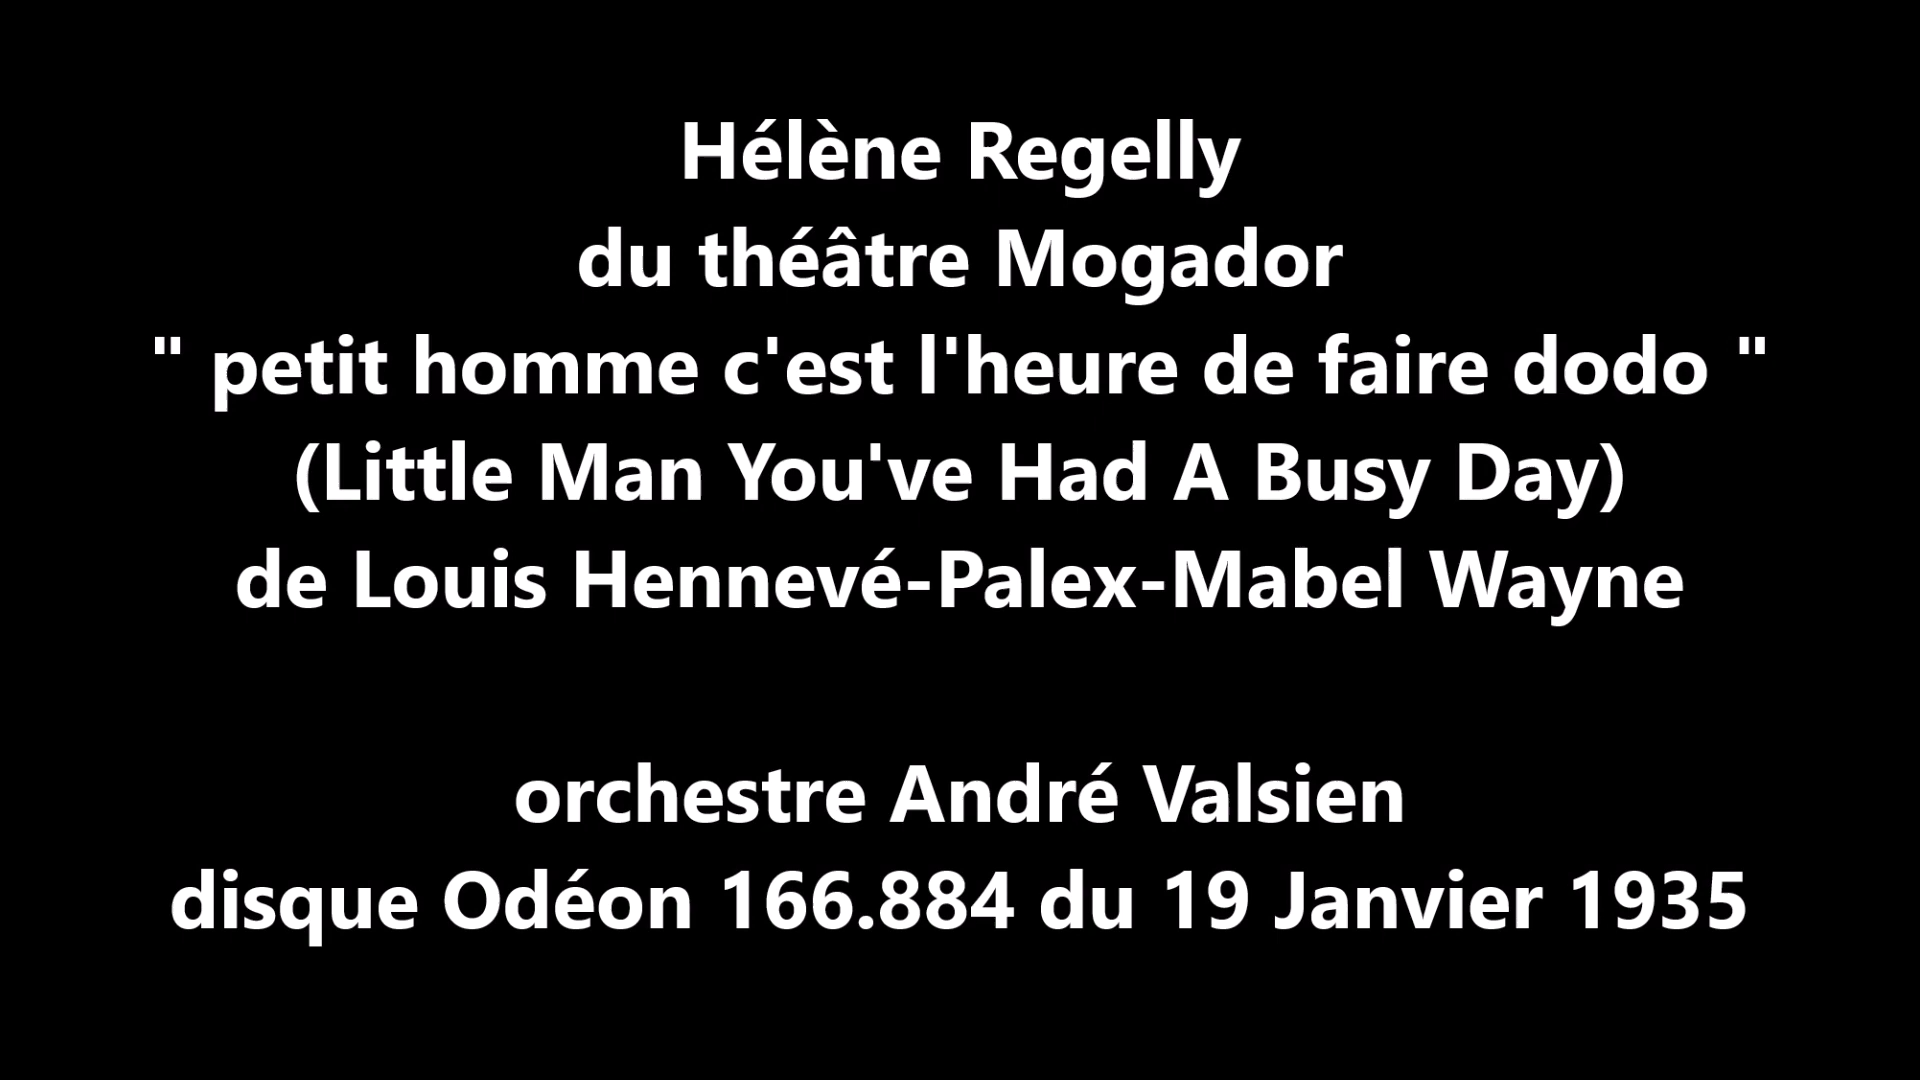 Hélène Regelly
du théâtre Mogador
" petit homme c'est l'heure de faire dodo "
(Little Man You've Had A Busy Day)
de Louis Hennevé-Palex-Mabel Wayne
orchestre André Valsien
disque Odéon 166.884 du 19 Janvier 1935